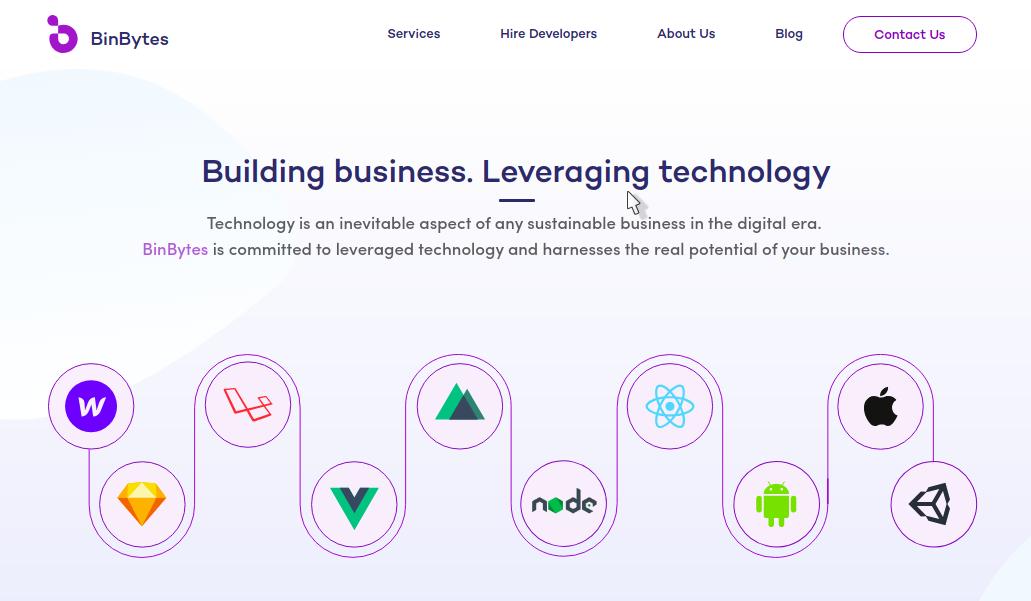 BinBytes
Services
Hire Developers
About Us
Blog
Contact Us
Building business. Leveraging technology
Technology is an inevitable aspect of any sustainable business in the digital era.
BinBytes is committed to leveraged technology and harnesses the real potential of your business.
W
node